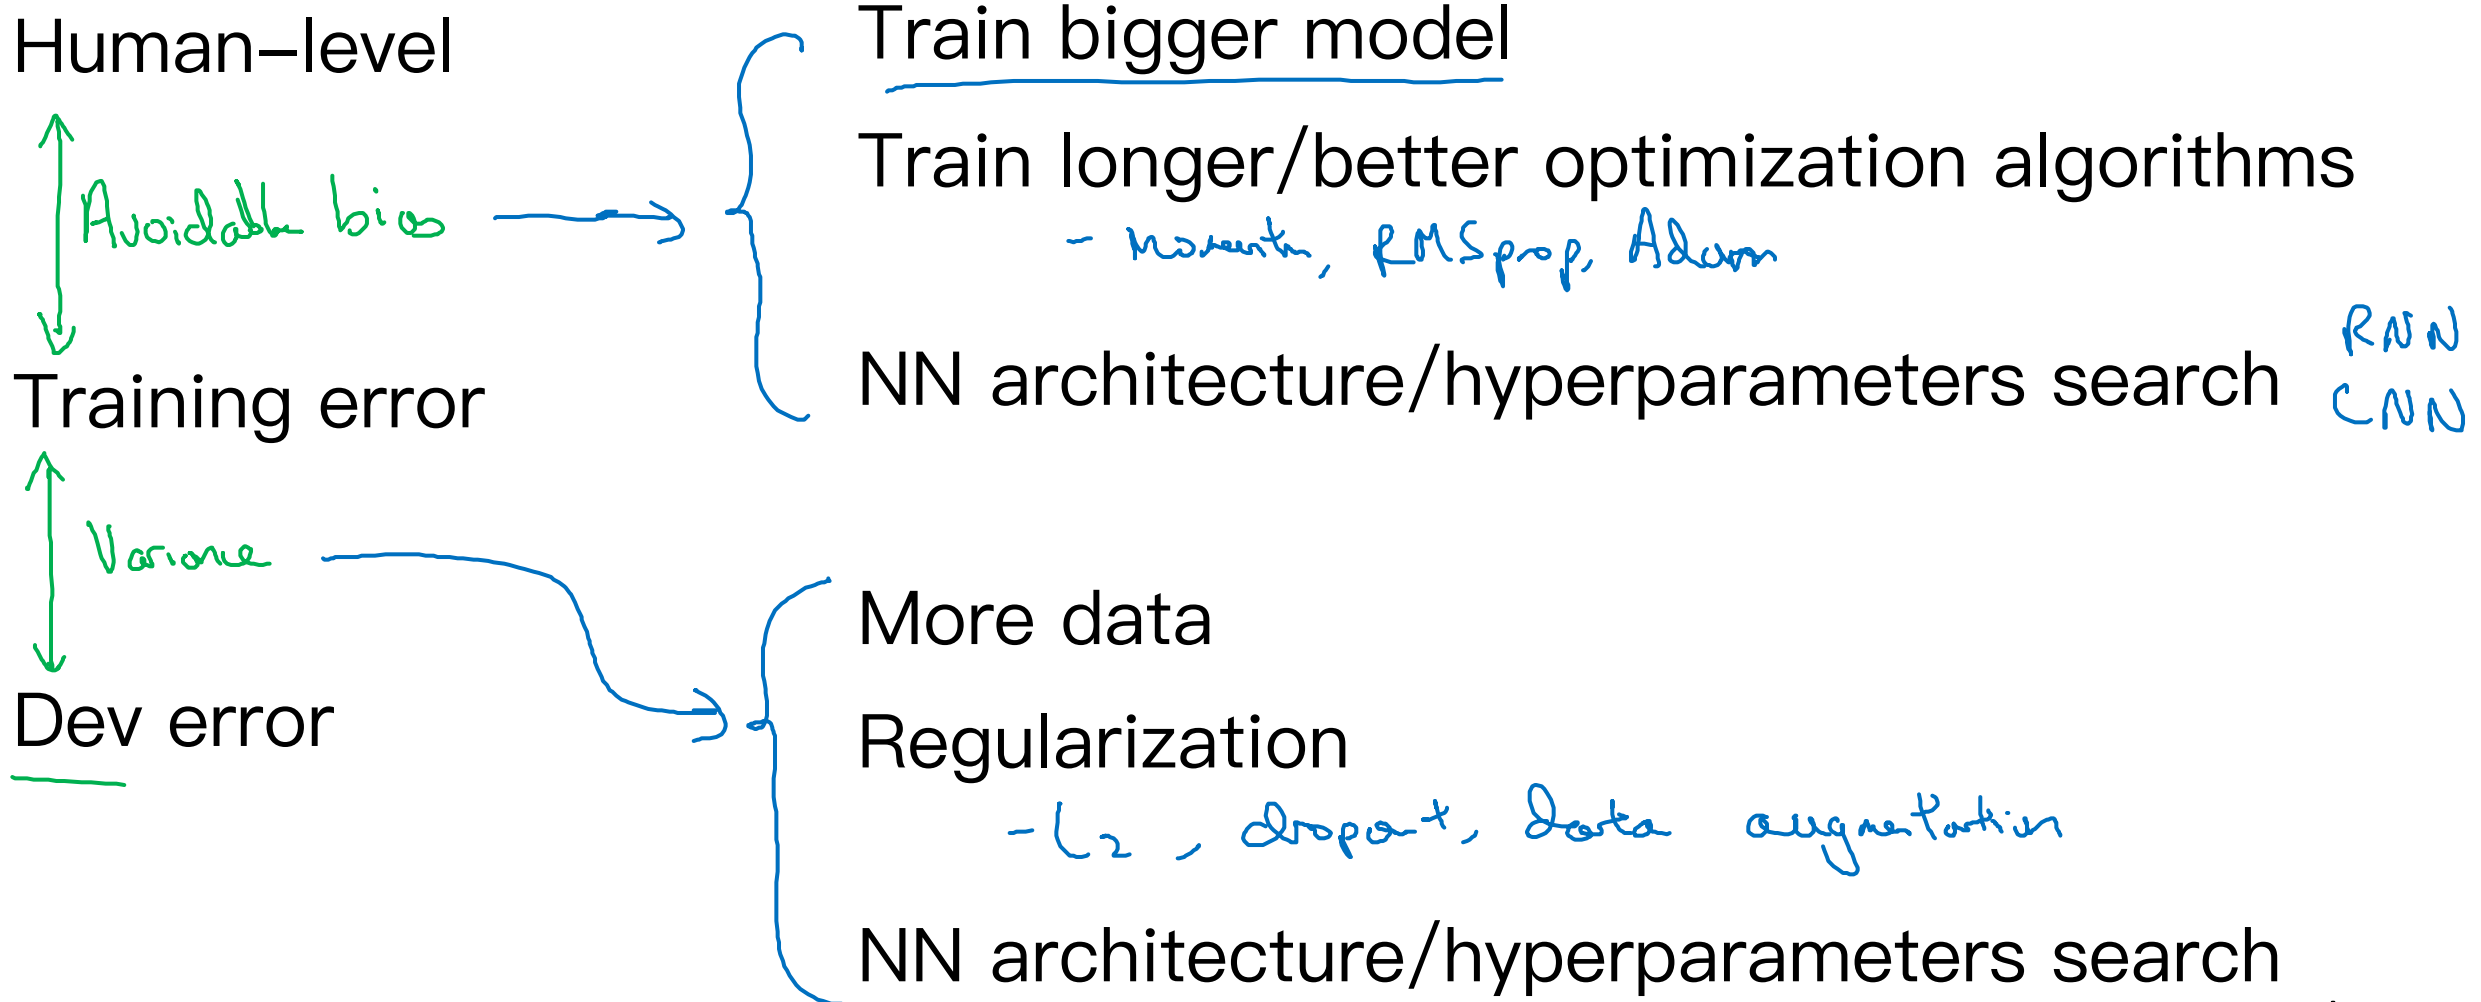 Human-level
Train bigger model
Train longer/better optimization algorithms
Avoidable bias
- momentum, RMSprop, Adam
RNN
NN architecture/hyperparameters search
CNN
Training error
Variance
More data
Dev error
Regularization
- L2, dropout, data augmentation
NN architecture/hyperparameters search